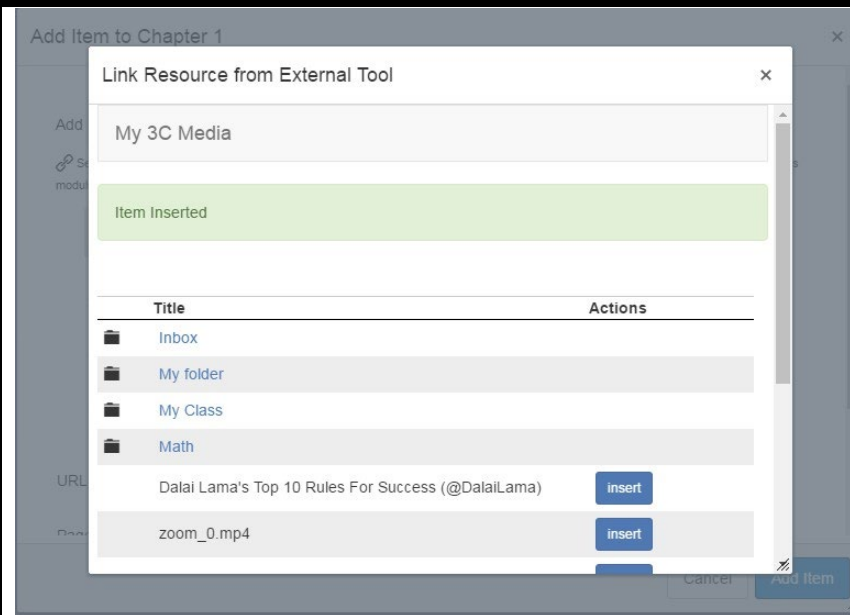 Add Item to Chapter 1 ×
Link Resource from External Tool ×
Add
My 3C Media
Item Inserted
Title Actions
Inbox
My folder
My Class
Math
URL
Dalai Lama's Top 10 Rules For Success (@DalaiLama) insert
zoom_0.mp4 insert
Cancel Add Item